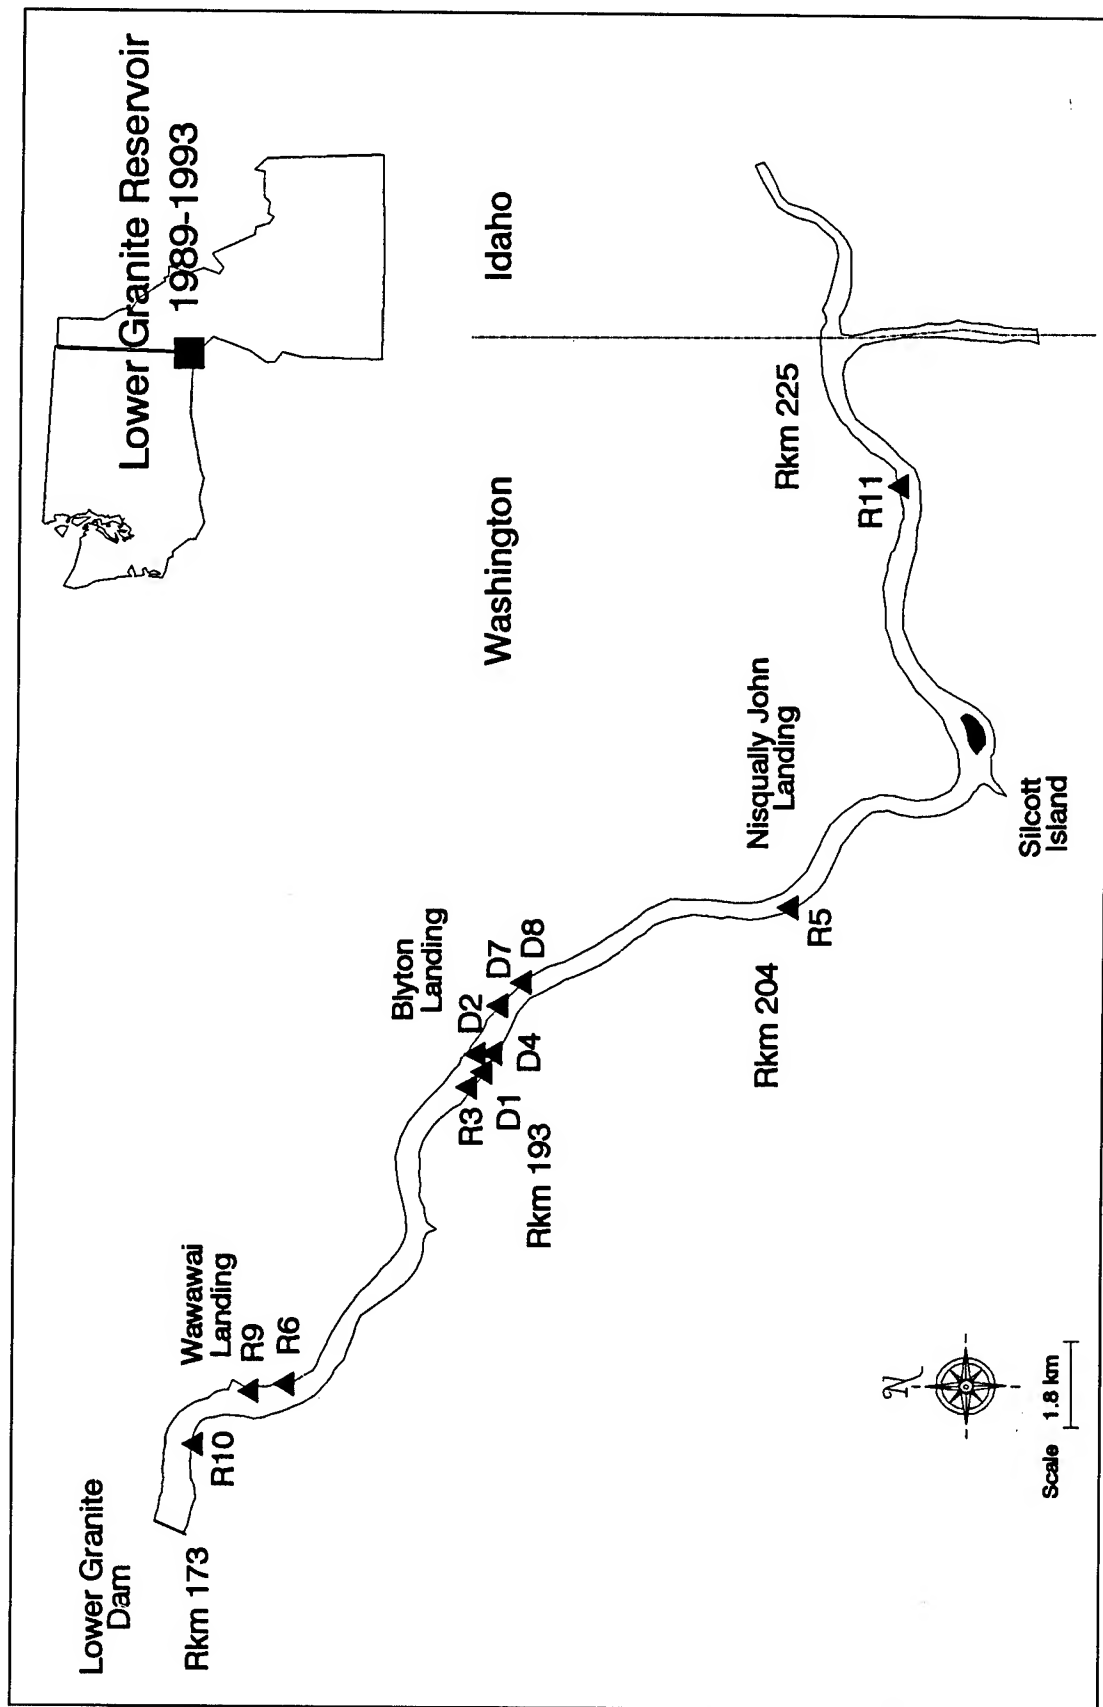 Lower Granite Reservoir
1989-1993
Lower Granite
Dam
Rkm 173
R10
Wawawai
Landing
R9
R6
Blyton
Landing
R3
D1
D2
D4
D7
D8
Rkm 193
Washington
Idaho
Nisqually John
Landing
Rkm 204
R5
Rkm 225
R11
Silcott
Island
N
Scale 1.8 km